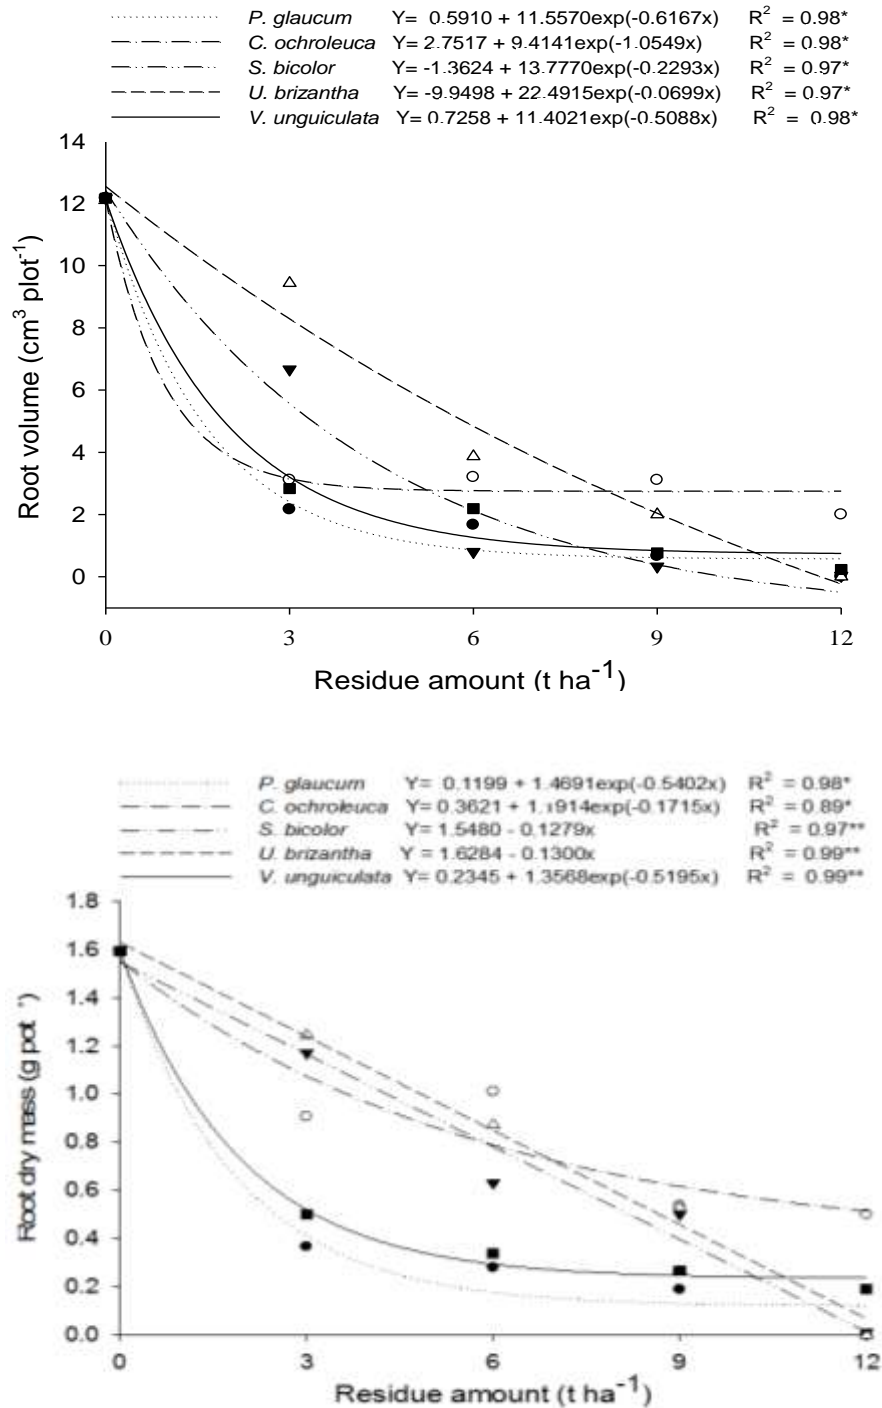 P. glaucum Y= 0.5910 + 11.5570exp(-0.6167x) R² = 0.98*
C. ochroleuca Y= 2.7517 + 9.4141exp(-1.0549x) R² = 0.98*
S. bicolor Y= -1.3624 + 13.7770exp(-0.2293x) R² = 0.97*
U. brizantha Y= -9.9498 + 22.4915exp(-0.0699x) R² = 0.97*
V. unguiculata Y= 0.7258 + 11.4021exp(-0.5088x) R² = 0.98*
14
12
10
8
6
4
2
0
Root volume (cm³ plot⁻¹)
0 3 6 9 12
Residue amount (t ha⁻¹)
P. glaucum Y= 0.1199 + 1.4691exp(-0.5402x) R² = 0.98*
C. ochroleuca Y= 0.3621 + 1.1914exp(-0.1715x) R² = 0.89*
S. bicolor Y= 1.5480 - 0.1279x R² = 0.97**
U. brizantha Y = 1.6284 - 0.1300x R² = 0.99**
V. unguiculata Y= 0.2345 + 1.3568exp(-0.5195x) R² = 0.99**
1.8
1.6
1.4
1.2
1.0
0.8
0.6
0.4
0.2
0.0
Root dry mass (g pot
0 3 6 9 12
Residue amount (t ha⁻¹)